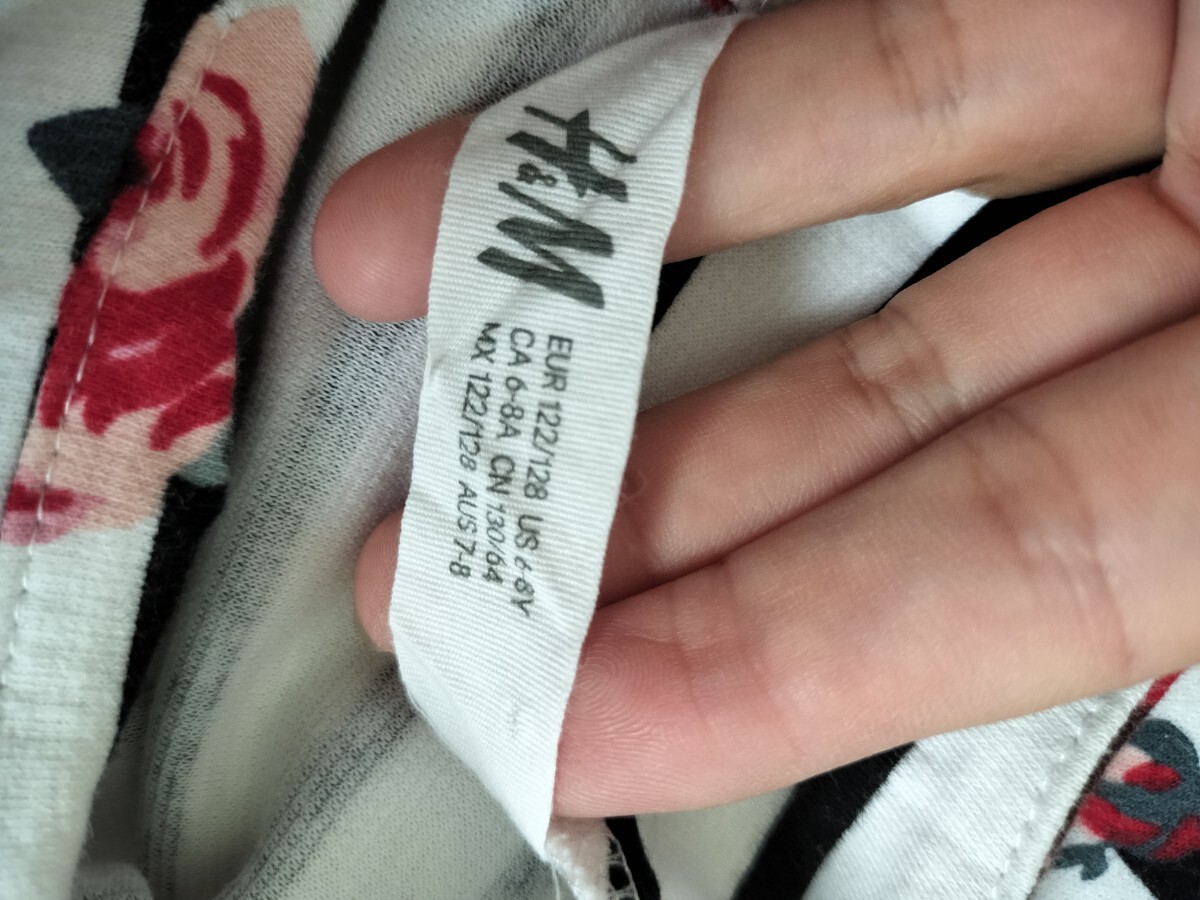 H&M
EUR 122/128 US 6-8Y
CA 6-8A CN 130/64
MX 122/128 AUS 7-8